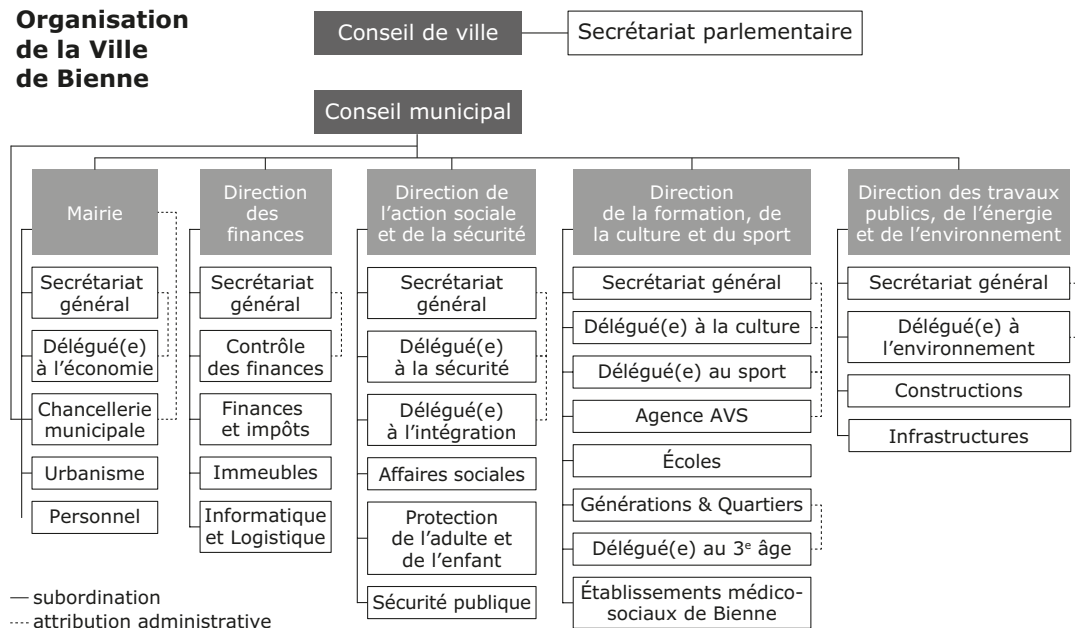 Organisation
de la Ville
de Bienne
Conseil de ville
Secrétariat parlementaire
Conseil municipal
Mairie
Secrétariat
général
Délégué(e)
à l'économie
Chancellerie
municipale
Urbanisme
Personnel
Direction
des
finances
Secrétariat
général
Contrôle
des finances
Finances
et impôts
Immeubles
Informatique
et Logistique
Direction de
l'action sociale
et de la sécurité
Secrétariat
général
Délégué(e)
à la sécurité
Délégué(e)
à l'intégration
Affaires sociales
Protection
de l'adulte et
de l'enfant
Sécurité publique
Direction
de la formation, de
la culture et du sport
Secrétariat général
Délégué(e) à la culture
Délégué(e) au sport
Agence AVS
Écoles
Générations & Quartiers
Délégué(e) au 3e âge
Établissements médico-
sociaux de Bienne
Direction des travaux
publics, de l'énergie
et de l'environnement
Secrétariat général
Délégué(e) à
l'environnement
Constructions
Infrastructures
subordination
attribution administrative